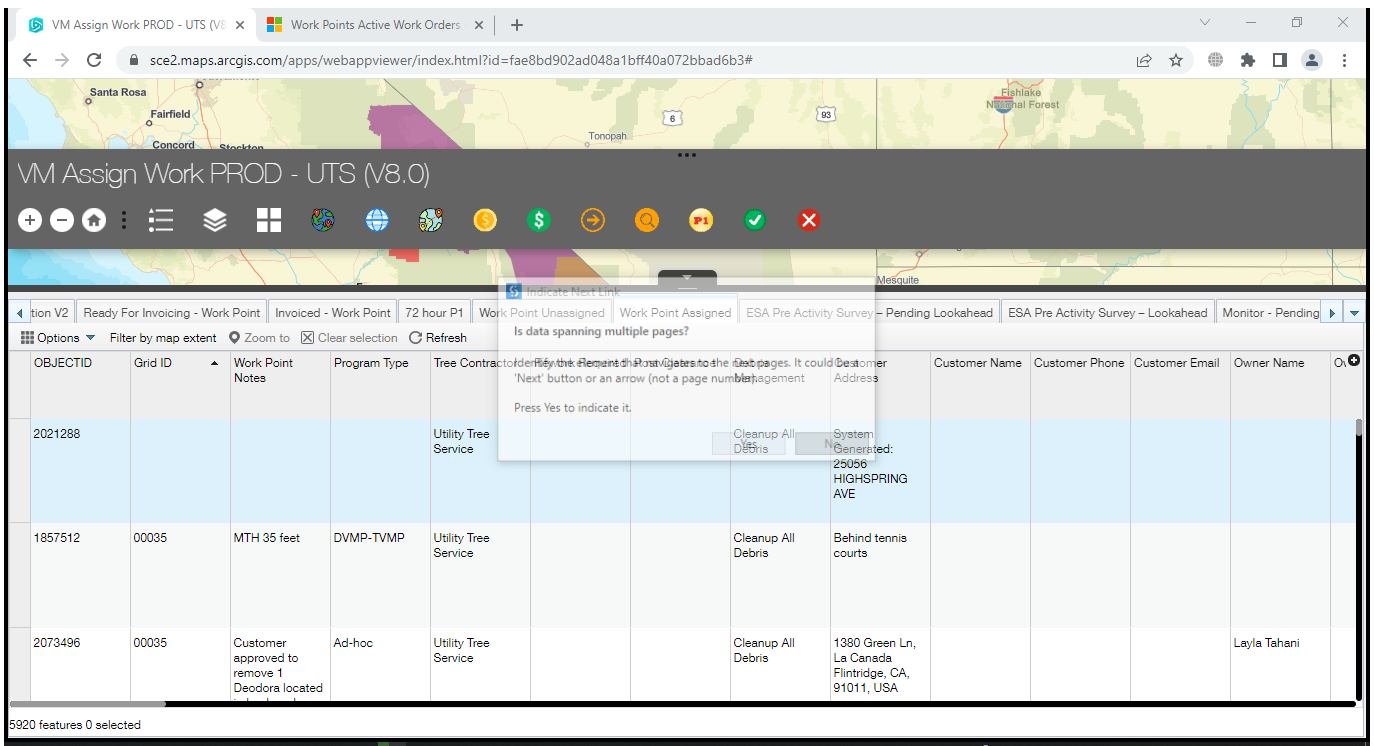 VM Assign Work PROD - UTS (V8
Work Points Active Work Orders
sce2.maps.arcgis.com/apps/webappviewer/index.html?id=fae8bd902ad048a1bff40a072bbad6b3#
Santa Rosa
Fairfield
Concord
Stockton
Tonopah
6
93
Fishlake
National Forest
VM Assign Work PROD - UTS (V8.0)
P1
Mesquite
Indicate Next Link
Is data spanning multiple pages?
Identify the element that navigates to the next pages. It could be a
'Next' button or an arrow (not a page number).
Press Yes to indicate it.
Yes
No
tion V2
Ready For Invoicing - Work Point
Invoiced - Work Point
72 hour P1
Work Point Unassigned
Work Point Assigned
ESA Pre Activity Survey – Pending Lookahead
ESA Pre Activity Survey – Lookahead
Monitor - Pending
Options
Filter by map extent
Zoom to
Clear selection
Refresh
OBJECTID
Grid ID
Work Point
Notes
Program Type
Tree Contractor
Debris
Management
Customer
Address
Customer Name
Customer Phone
Customer Email
Owner Name
2021288
Utility Tree
Service
Cleanup All
Debris
System
Generated:
25056
HIGHSPRING
AVE
1857512
00035
MTH 35 feet
DVMP-TVMP
Utility Tree
Service
Cleanup All
Debris
Behind tennis
courts
2073496
00035
Customer
approved to
remove 1
Deodora located
Ad-hoc
Utility Tree
Service
Cleanup All
Debris
1380 Green Ln,
La Canada
Flintridge, CA,
91011, USA
Layla Tahani
5920 features 0 selected